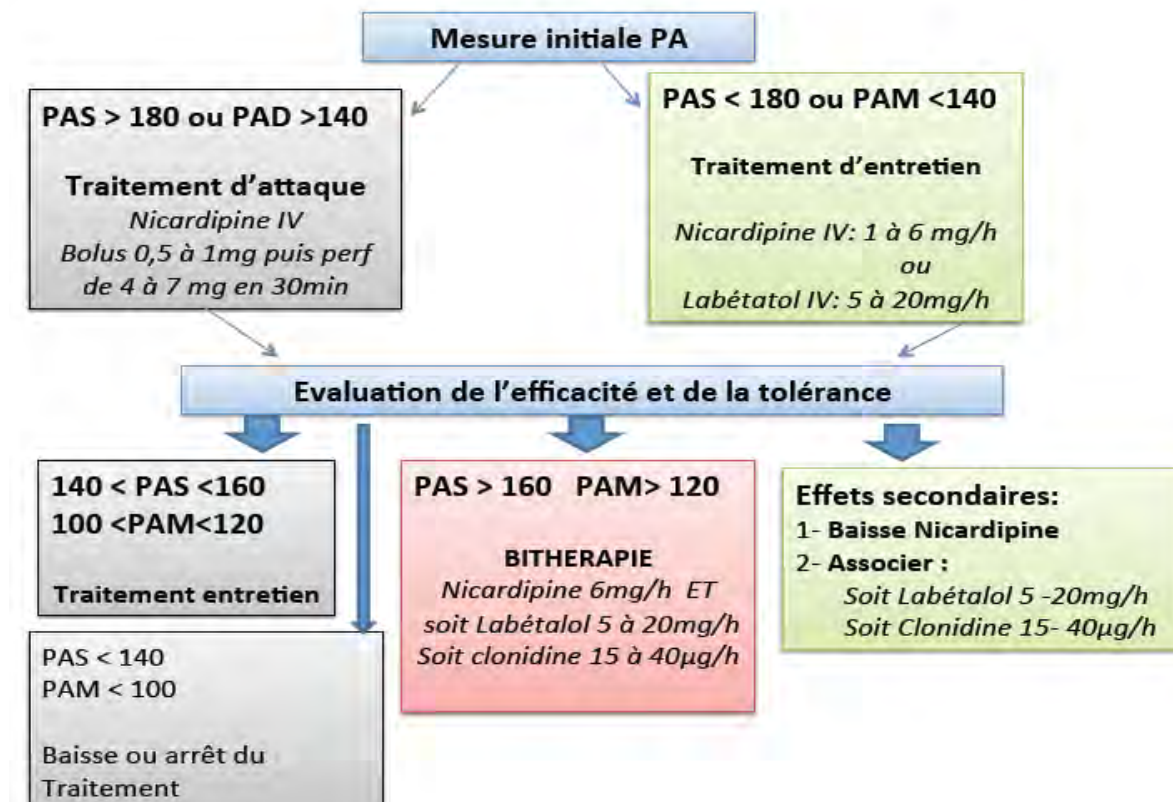 Mesure initiale PA
PAS > 180 ou PAD >140
Traitement d’attaque
Nicardipine IV
Bolus 0,5 à 1mg puis perf
de 4 à 7 mg en 30min
PAS < 180 ou PAM <140
Traitement d’entretien
Nicardipine IV: 1 à 6 mg/h
ou
Labétatol IV: 5 à 20mg/h
Evaluation de l’efficacité et de la tolérance
140 < PAS <160
100 <PAM<120
Traitement entretien
PAS < 140
PAM < 100
Baisse ou arrêt du
Traitement
PAS > 160 PAM> 120
BITHERAPIE
Nicardipine 6mg/h ET
soit Labétalol 5 à 20mg/h
Soit clonidine 15 à 40µg/h
Effets secondaires:
1- Baisse Nicardipine
2- Associer :
Soit Labétalol 5 -20mg/h
Soit Clonidine 15- 40µg/h